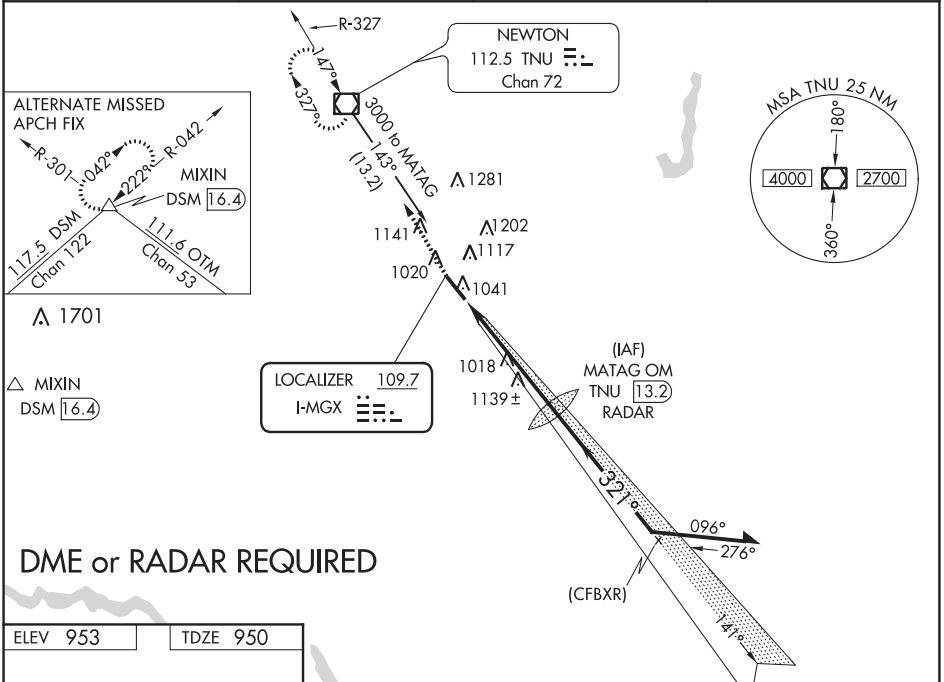 R-327
NEWTON
112.5 TNU
Chan 72
147°
327°
3000 to MATAG
143°
(13.2)
MSA TNU 25 NM
180°
4000
2700
360°
ALTERNATE MISSED
APCH FIX
R-301
042°
R-042
222°
MIXIN
DSM 16.4
117.5 DSM
Chan 122
111.6 OTM
Chan 53
1281
1141
1202
1117
1020
1041
1701
MIXIN
DSM 16.4
LOCALIZER 109.7
I-MGX
1018
1139±
(IAF)
MATAG OM
TNU 13.2
RADAR
321°
096°
276°
(CFBXR)
141°
DME or RADAR REQUIRED
ELEV 953
TDZE 950